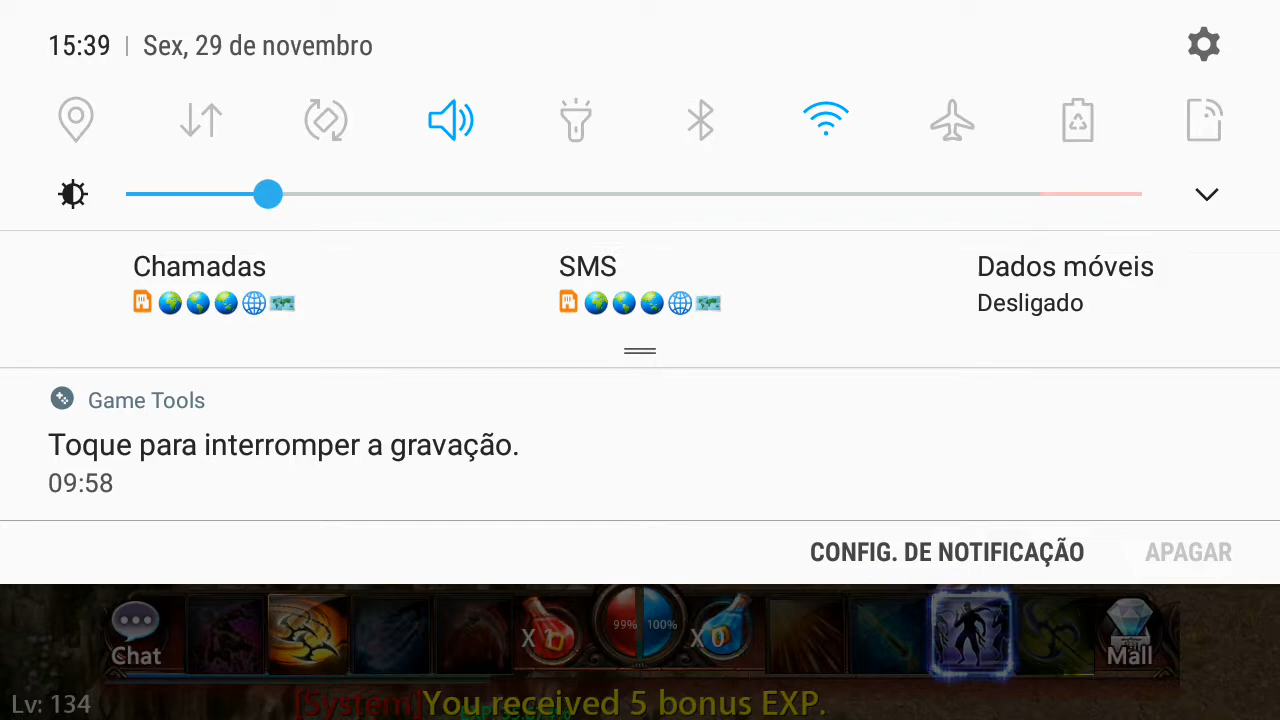 15:39 | Sex, 29 de novembro
Chamadas SMS Dados móveis
Desligado
Game Tools
Toque para interromper a gravação.
09:58
CONFIG. DE NOTIFICAÇÃO APAGAR
99% 100%
X 0 X 0
Chat Mall
Lv: 134 [System]You received 5 bonus EXP.